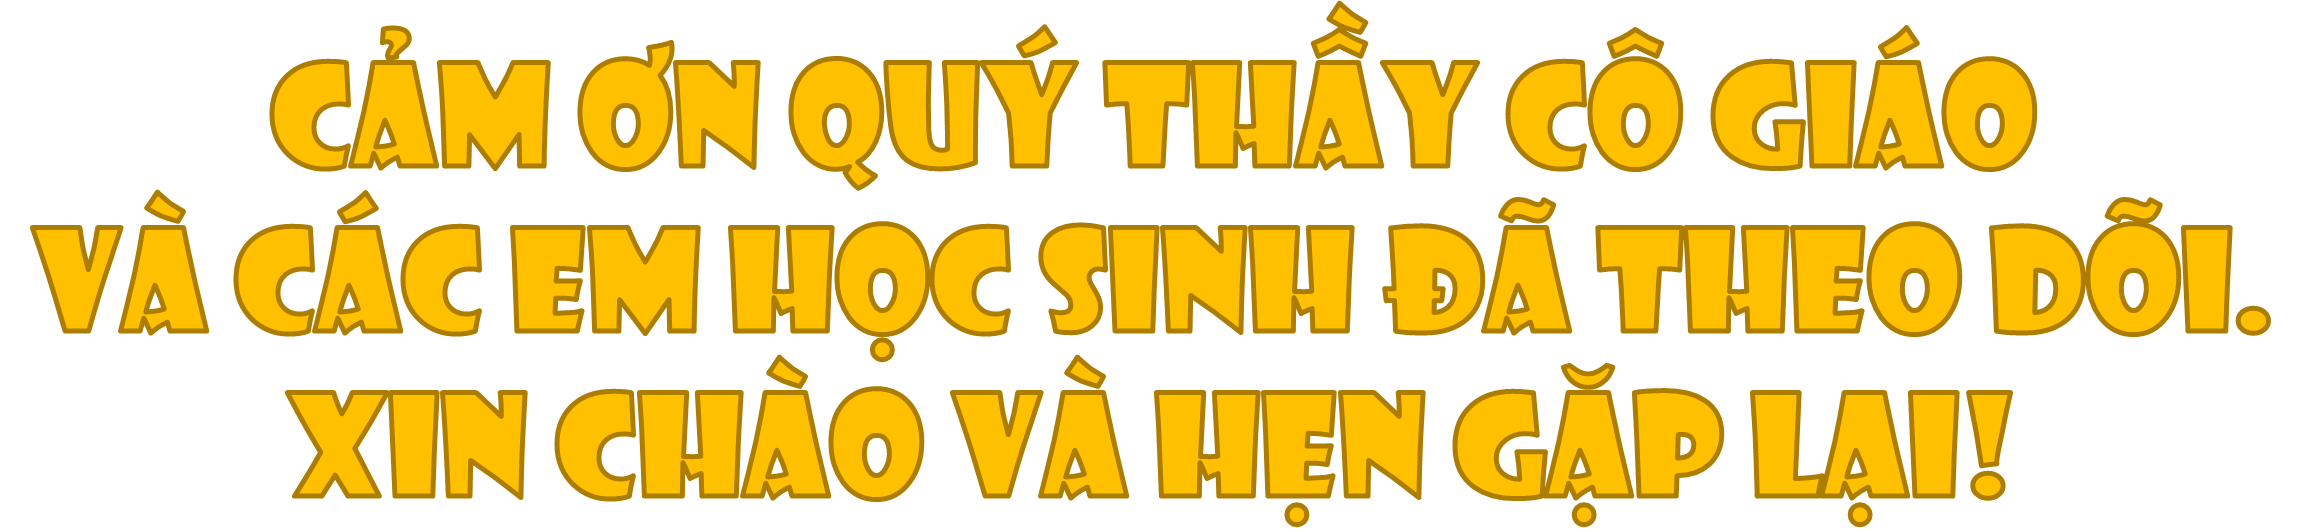 CẢM ƠN QUÝ THẦY CÔ GIÁO
VÀ CÁC EM HỌC SINH ĐÃ THEO DÕI.
XIN CHÀO VÀ HẸN GẶP LẠI!